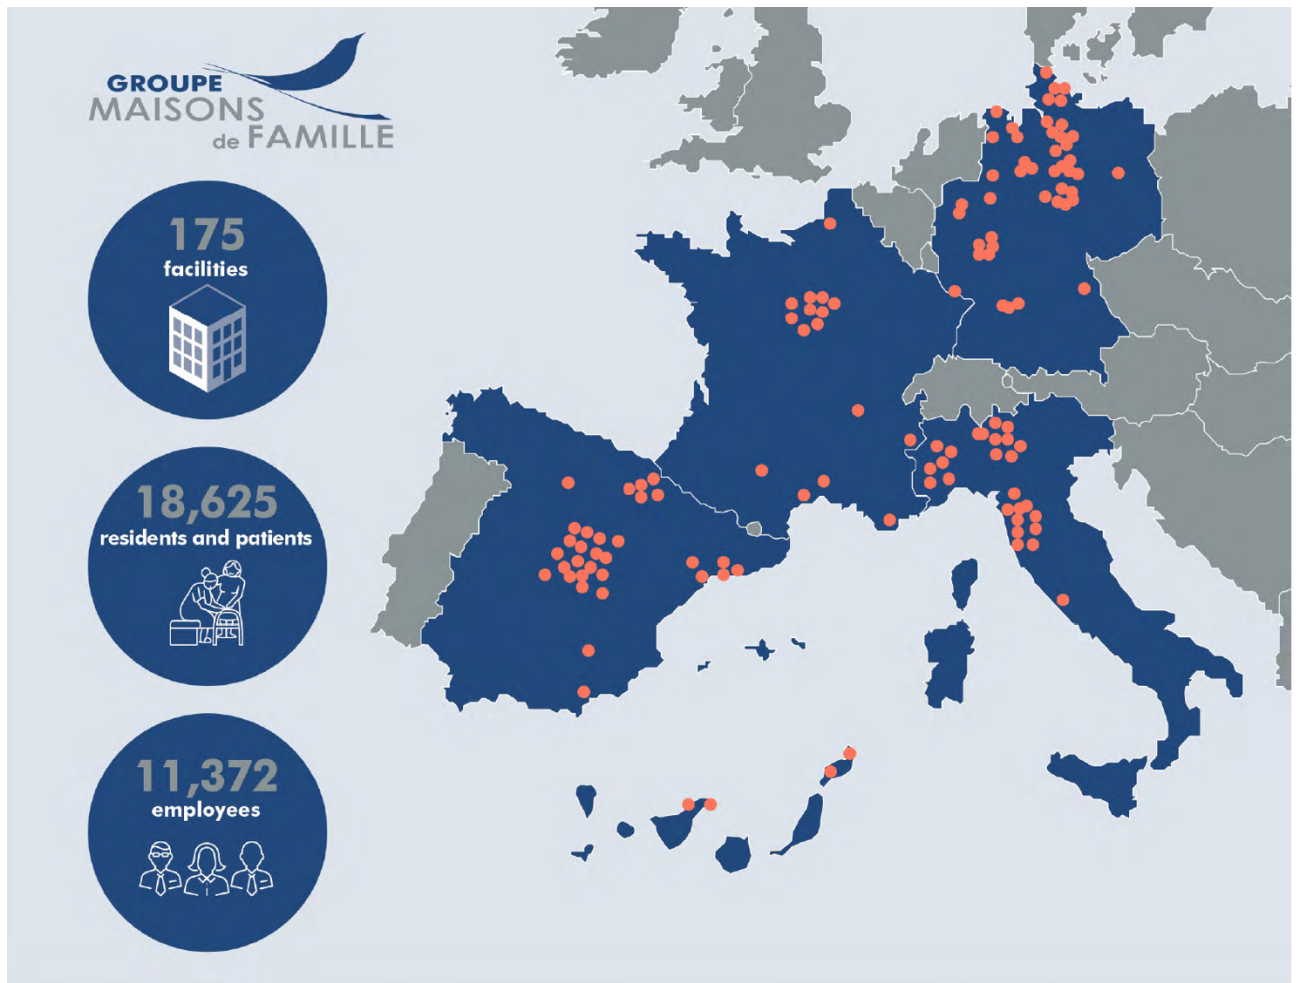 GROUPE
MAISONS
de FAMILLE
175
facilities
18,625
residents and patients
11,372
employees